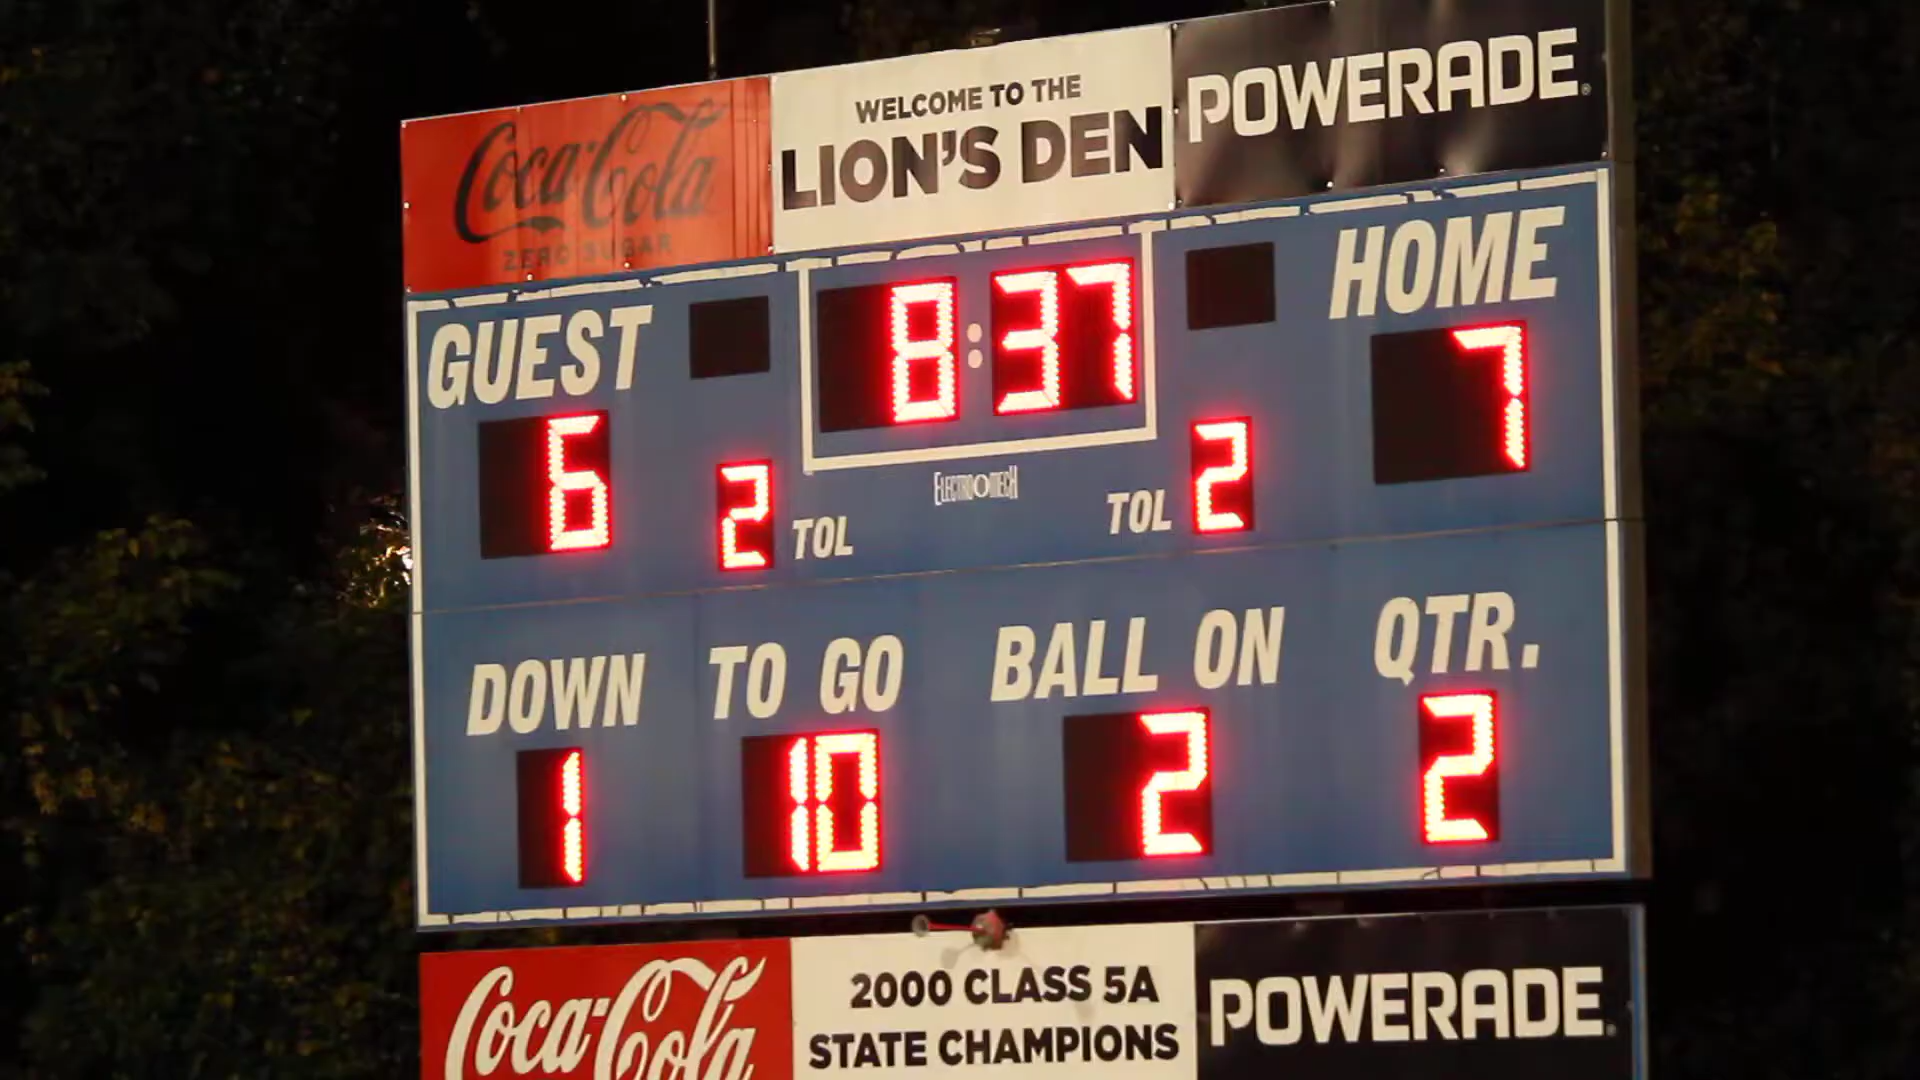 Coca-Cola
ZERO SUGAR
WELCOME TO THE
LION'S DEN
POWERADE®
GUEST
8:37
HOME
6
2 TOL
ELECTRO-MECH
TOL 2
7
DOWN
TO GO
BALL ON
QTR.
1
10
2
2
Coca-Cola
2000 CLASS 5A
STATE CHAMPIONS
POWERADE®